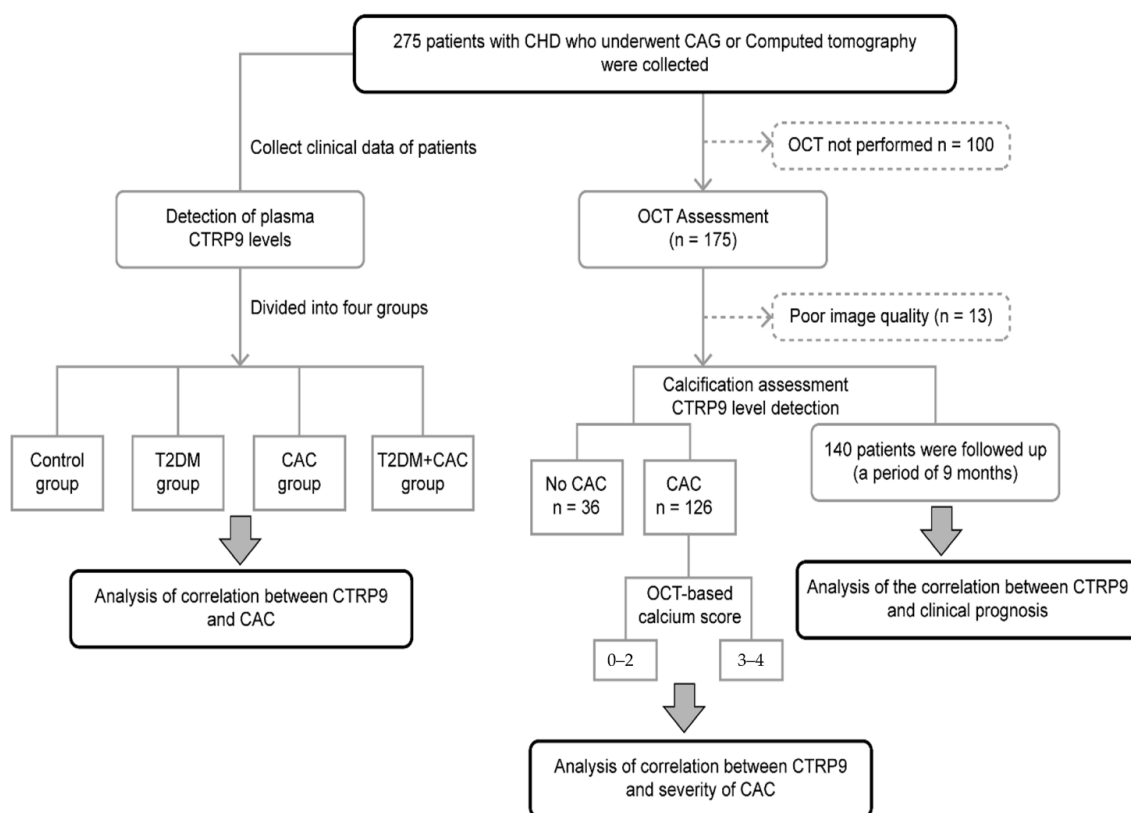 275 patients with CHD who underwent CAG or Computed tomography
were collected
Collect clinical data of patients
OCT not performed n = 100
Detection of plasma
CTRP9 levels
OCT Assessment
(n = 175)
Divided into four groups
Poor image quality (n = 13)
Calcification assessment
CTRP9 level detection
Control
group
T2DM
group
CAC
group
T2DM+CAC
group
No CAC
n = 36
CAC
n = 126
140 patients were followed up
(a period of 9 months)
Analysis of correlation between CTRP9
and CAC
OCT-based
calcium score
0–2
3–4
Analysis of the correlation between CTRP9
and clinical prognosis
Analysis of correlation between CTRP9
and severity of CAC